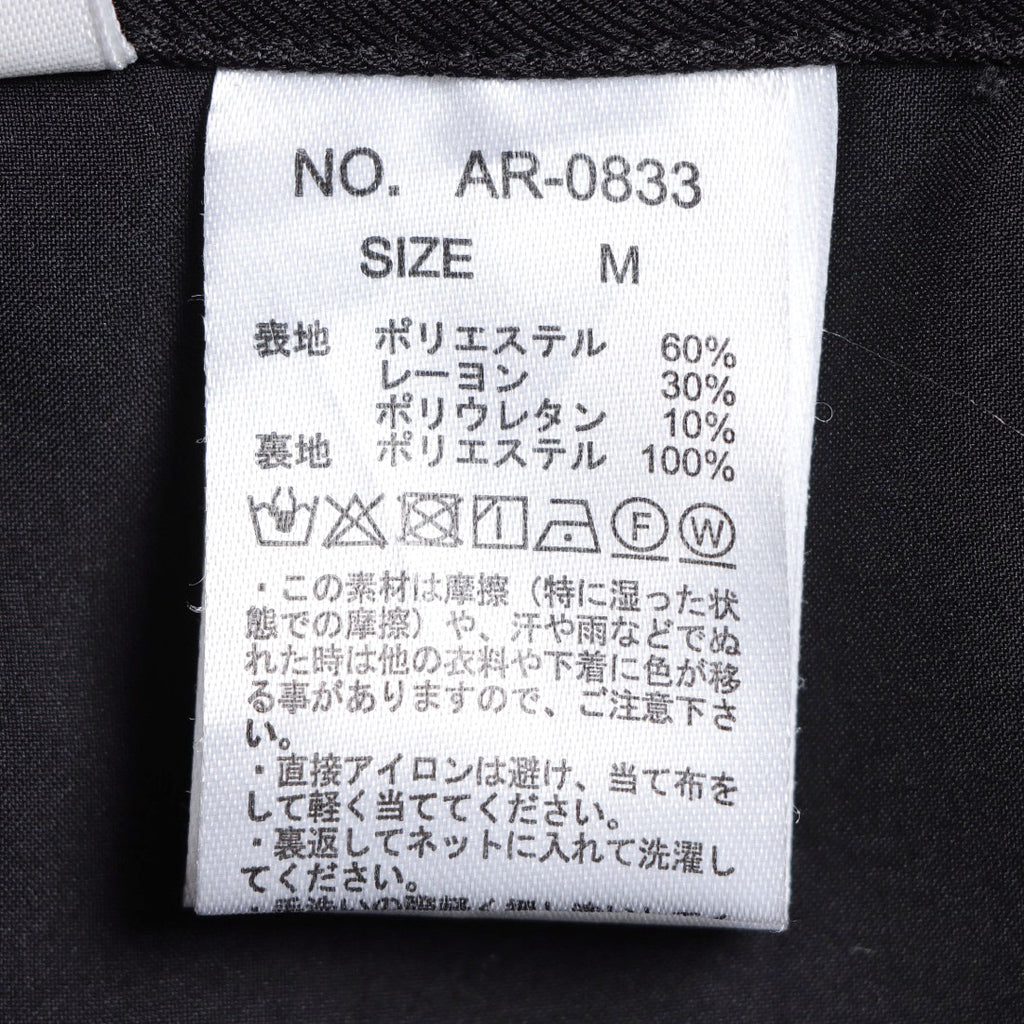 NO. AR-0833
SIZE M
表地 ポリエステル 60%
レーヨン 30%
ポリウレタン 10%
裏地 ポリエステル 100%
F W
・この素材は摩擦（特に湿った状
態での摩擦）や、汗や雨などでぬ
れた時は他の衣料や下着に色が移
る事がありますので、ご注意下さ
い。
・直接アイロンは避け、当て布を
して軽く当ててください。
・裏返してネットに入れて洗濯し
てください。
・手洗いの